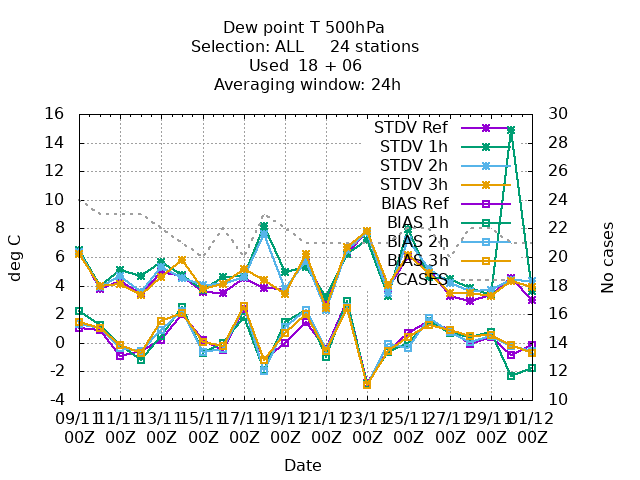 Dew point T 500hPa
Selection: ALL 24 stations
Used 18 + 06
Averaging window: 24h
16 30
14 28
12 26
10 24
8 22
6 20
4 18
2 16
0 14
-2 12
-4 10
deg C
No cases
STDV Ref
STDV 1h
STDV 2h
STDV 3h
BIAS Ref
BIAS 1h
BIAS 2h
BIAS 3h
CASES
09/11 11/11 13/11 15/11 17/11 19/11 21/11 23/11 25/11 27/11 29/11 01/12
00Z 00Z 00Z 00Z 00Z 00Z 00Z 00Z 00Z 00Z 00Z 00Z
Date